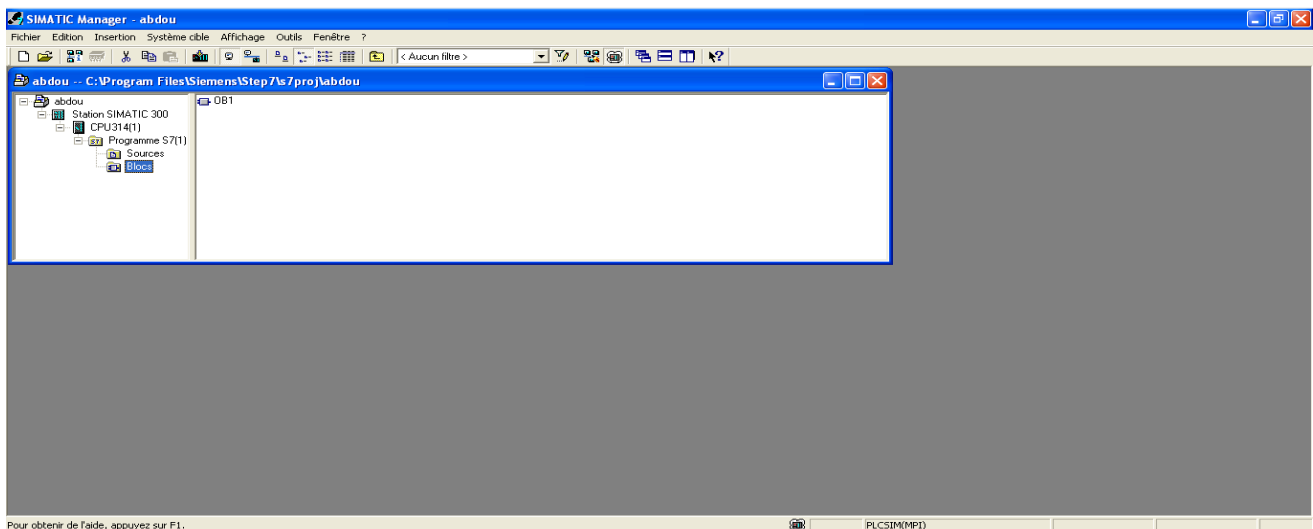 SIMATIC Manager - abdou
Fichier Edition Insertion Système cible Affichage Outils Fenêtre ?
< Aucun filtre >
abdou -- C:\Program Files\Siemens\Step7\s7proj\abdou
abdou
OB1
Station SIMATIC 300
CPU314(1)
Programme S7(1)
Sources
Blocs
Pour obtenir de l'aide, appuyez sur F1.
PLCSIM(MPI)